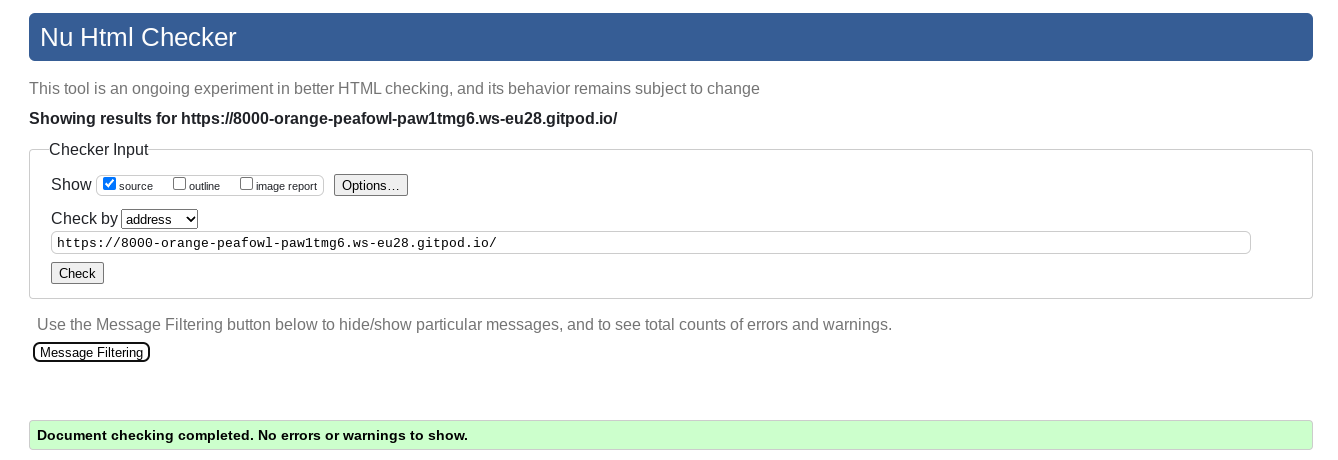 Nu Html Checker
This tool is an ongoing experiment in better HTML checking, and its behavior remains subject to change
Showing results for https://8000-orange-peafowl-paw1tmg6.ws-eu28.gitpod.io/
Checker Input
Show source outline image report Options...
Check by address
https://8000-orange-peafowl-paw1tmg6.ws-eu28.gitpod.io/
Check
Use the Message Filtering button below to hide/show particular messages, and to see total counts of errors and warnings.
Message Filtering
Document checking completed. No errors or warnings to show.